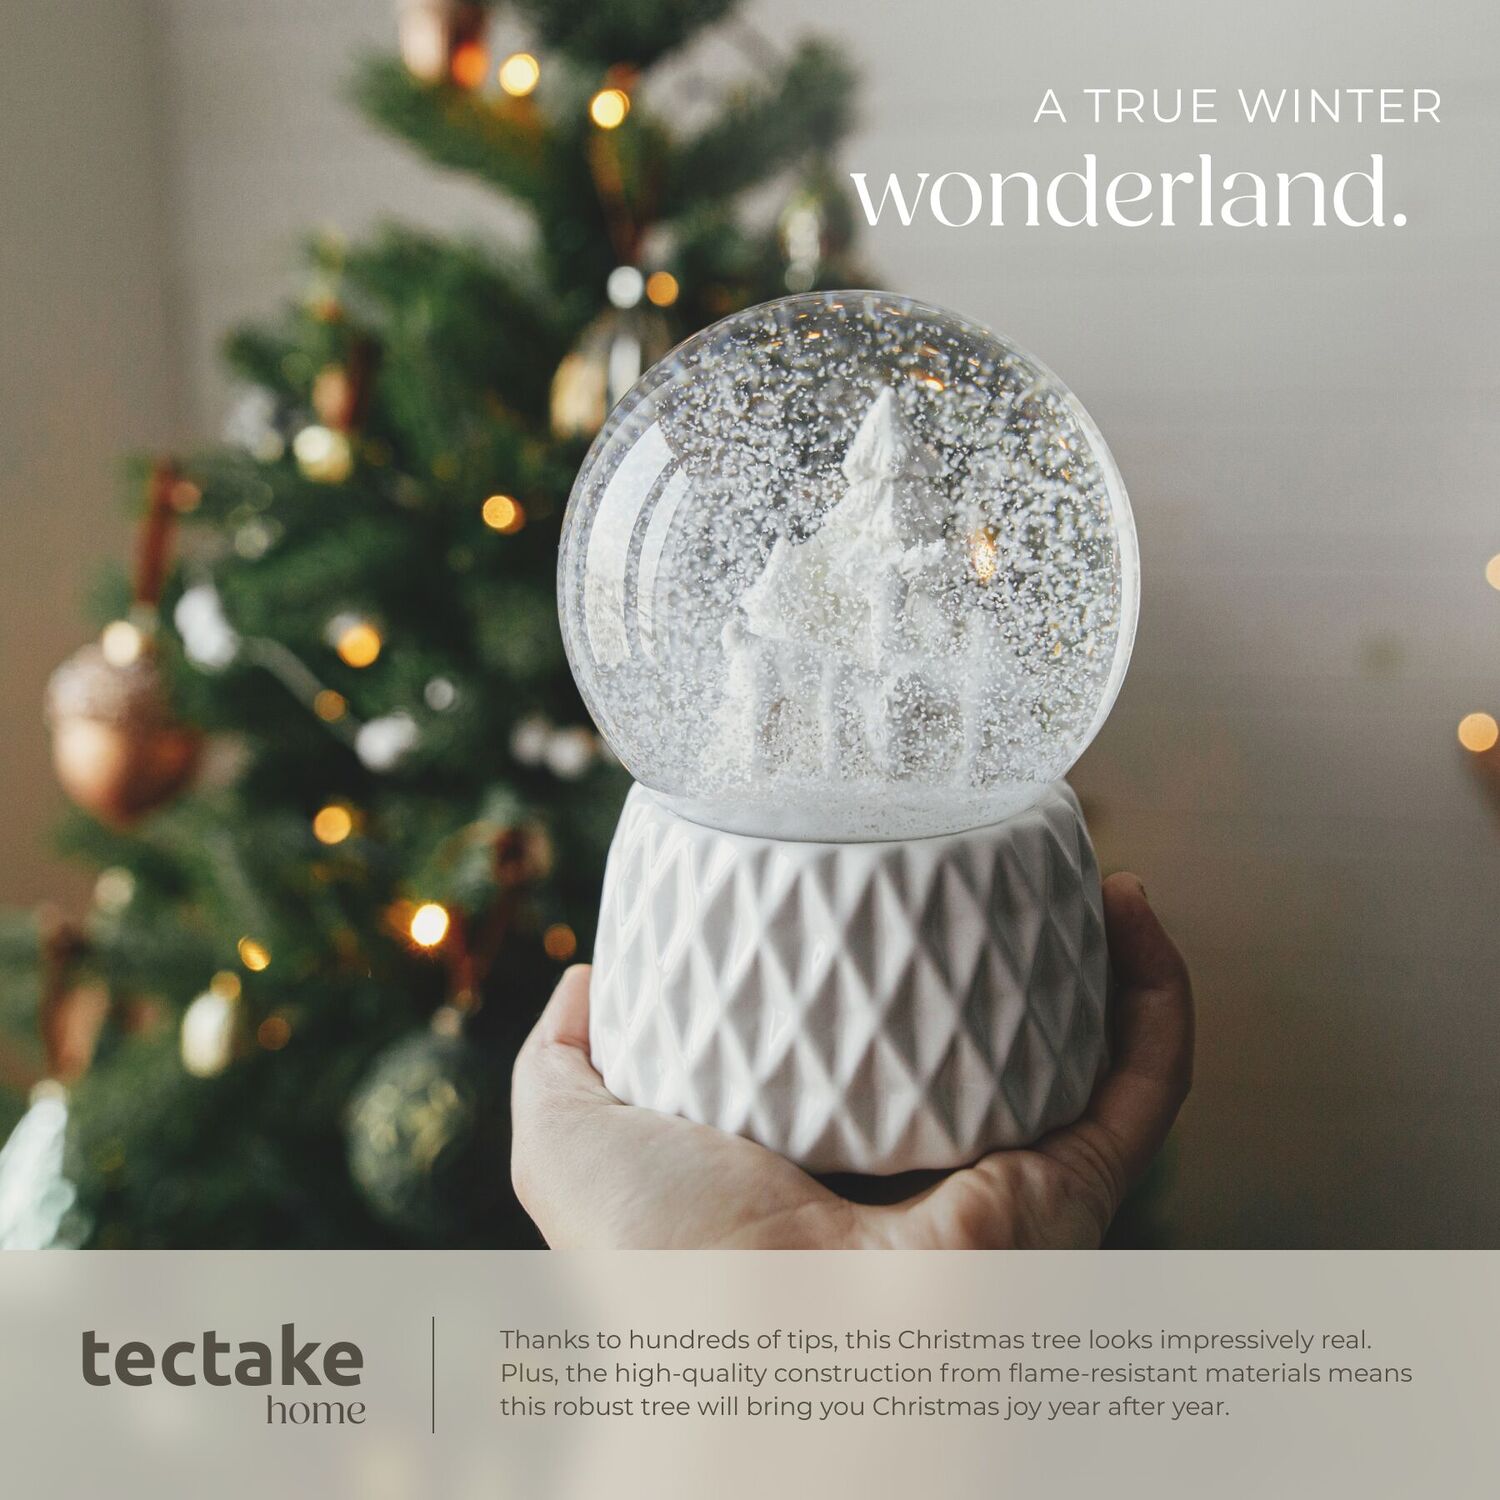 A TRUE WINTER
wonderland.
tectake
home
Thanks to hundreds of tips, this Christmas tree looks impressively real.
Plus, the high-quality construction from flame-resistant materials means
this robust tree will bring you Christmas joy year after year.